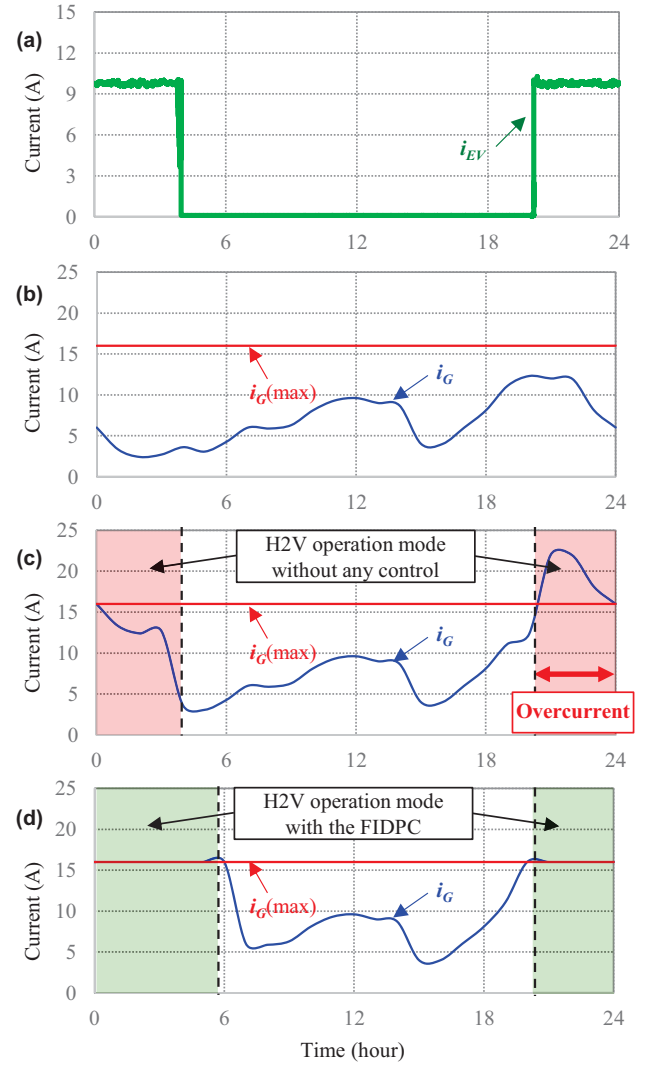 (a)
Current (A)
15
12
9
6
3
0
i_EV
0 6 12 18 24
(b)
Current (A)
25
20
15
10
5
0
i_G(max)
i_G
0 6 12 18 24
(c)
Current (A)
25
20
15
10
5
0
H2V operation mode
without any control
i_G(max)
i_G
Overcurrent
0 6 12 18 24
(d)
Current (A)
25
20
15
10
5
0
H2V operation mode
with the FIDPC
i_G(max)
i_G
0 6 12 18 24
Time (hour)